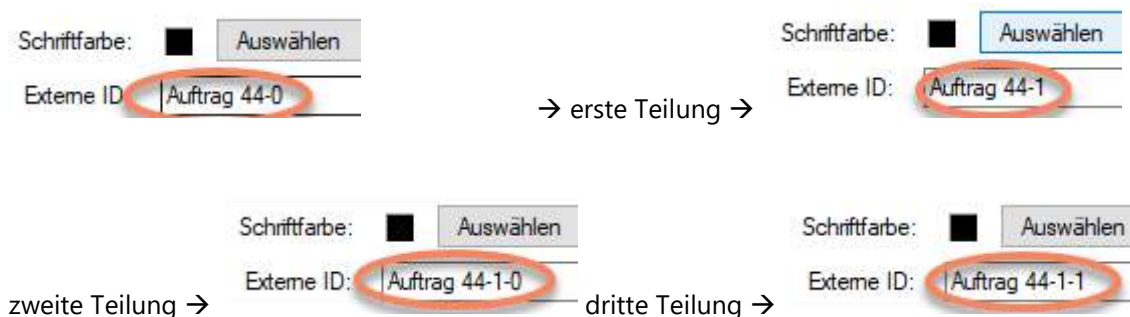 Schriftfarbe: Auswählen
Externe ID: Auftrag 44-0
→ erste Teilung →
Schriftfarbe: Auswählen
Externe ID: Auftrag 44-1
zweite Teilung →
Schriftfarbe: Auswählen
Externe ID: Auftrag 44-1-0
dritte Teilung →
Schriftfarbe: Auswählen
Externe ID: Auftrag 44-1-1